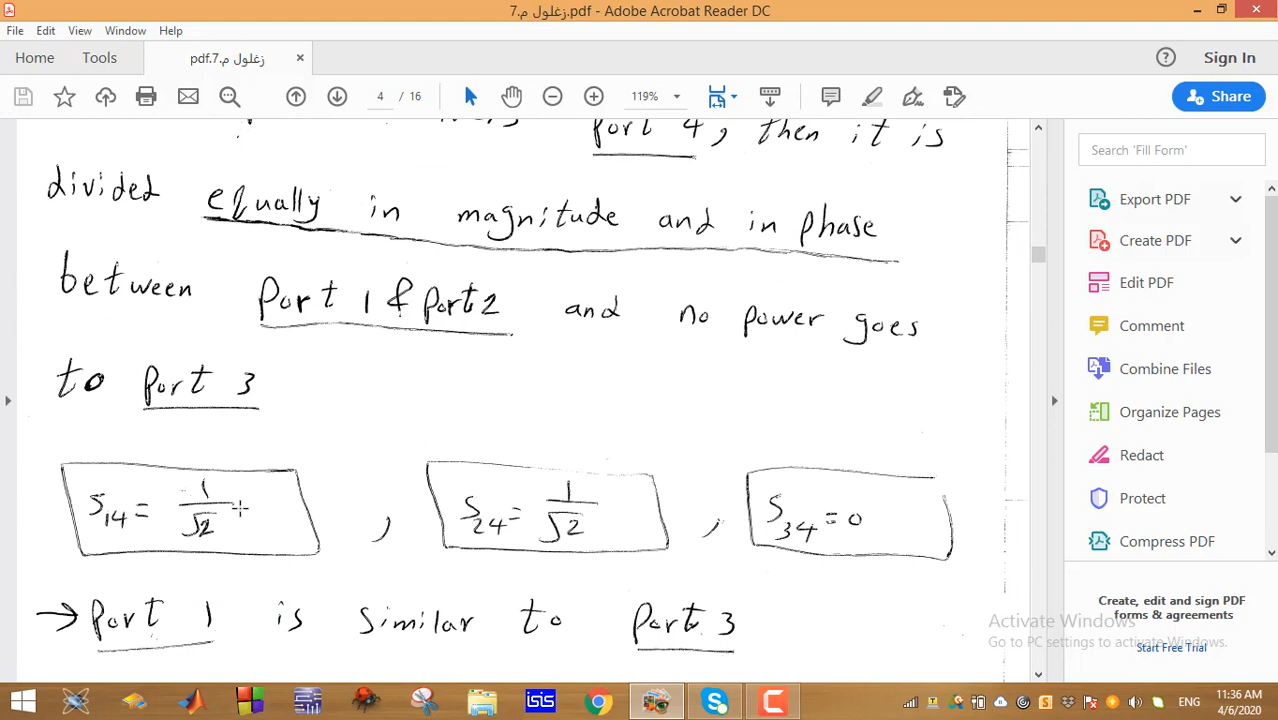 زغلول م.7.pdf - Adobe Acrobat Reader DC
File Edit View Window Help
Home Tools زغلول م.7.pdf × Sign In
4 / 16 119% Share
Port 4, then it is
divided equally in magnitude and in phase
between Port 1 & Port 2 and no power goes
to Port 3
S14 = 1/√2 , S24 = 1/√2 , S34 = 0
→ Port 1 is similar to Port 3
Search 'Fill Form'
Export PDF
Create PDF
Edit PDF
Comment
Combine Files
Organize Pages
Redact
Protect
Compress PDF
Create, edit and sign PDF
forms & agreements
Start Free Trial
Activate Windows
Go to PC settings to activate Windows.
isis
ENG
11:36 AM
4/6/2020